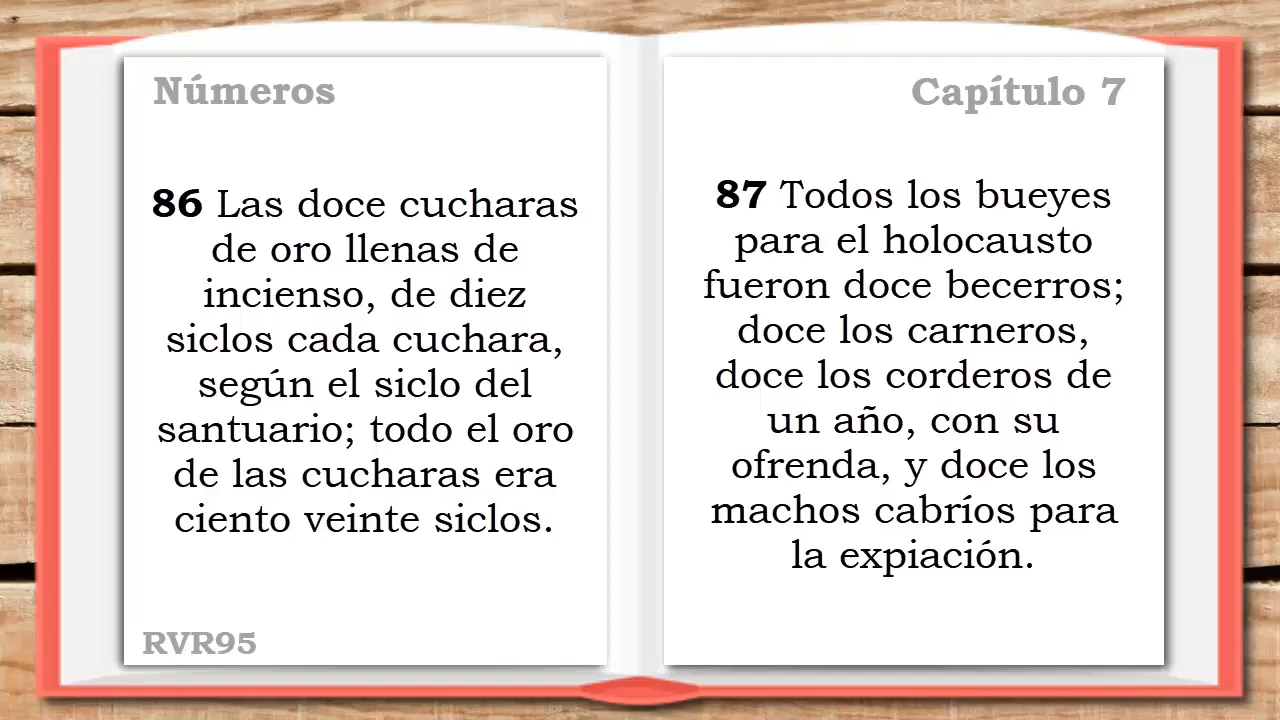 Números
86 Las doce cucharas
de oro llenas de
incienso, de diez
siclos cada cuchara,
según el siclo del
santuario; todo el oro
de las cucharas era
ciento veinte siclos.
RVR95
Capítulo 7
87 Todos los bueyes
para el holocausto
fueron doce becerros;
doce los carneros,
doce los corderos de
un año, con su
ofrenda, y doce los
machos cabríos para
la expiación.